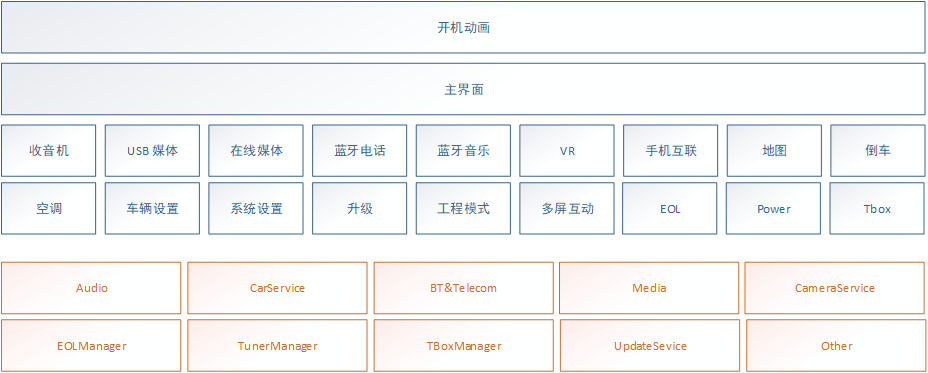 开机动画
主界面
收音机
USB 媒体
在线媒体
蓝牙电话
蓝牙音乐
VR
手机互联
地图
倒车
空调
车辆设置
系统设置
升级
工程模式
多屏互动
EOL
Power
Tbox
Audio
CarService
BT&Telecom
Media
CameraService
EOLManager
TunerManager
TBoxManager
UpdateSevice
Other